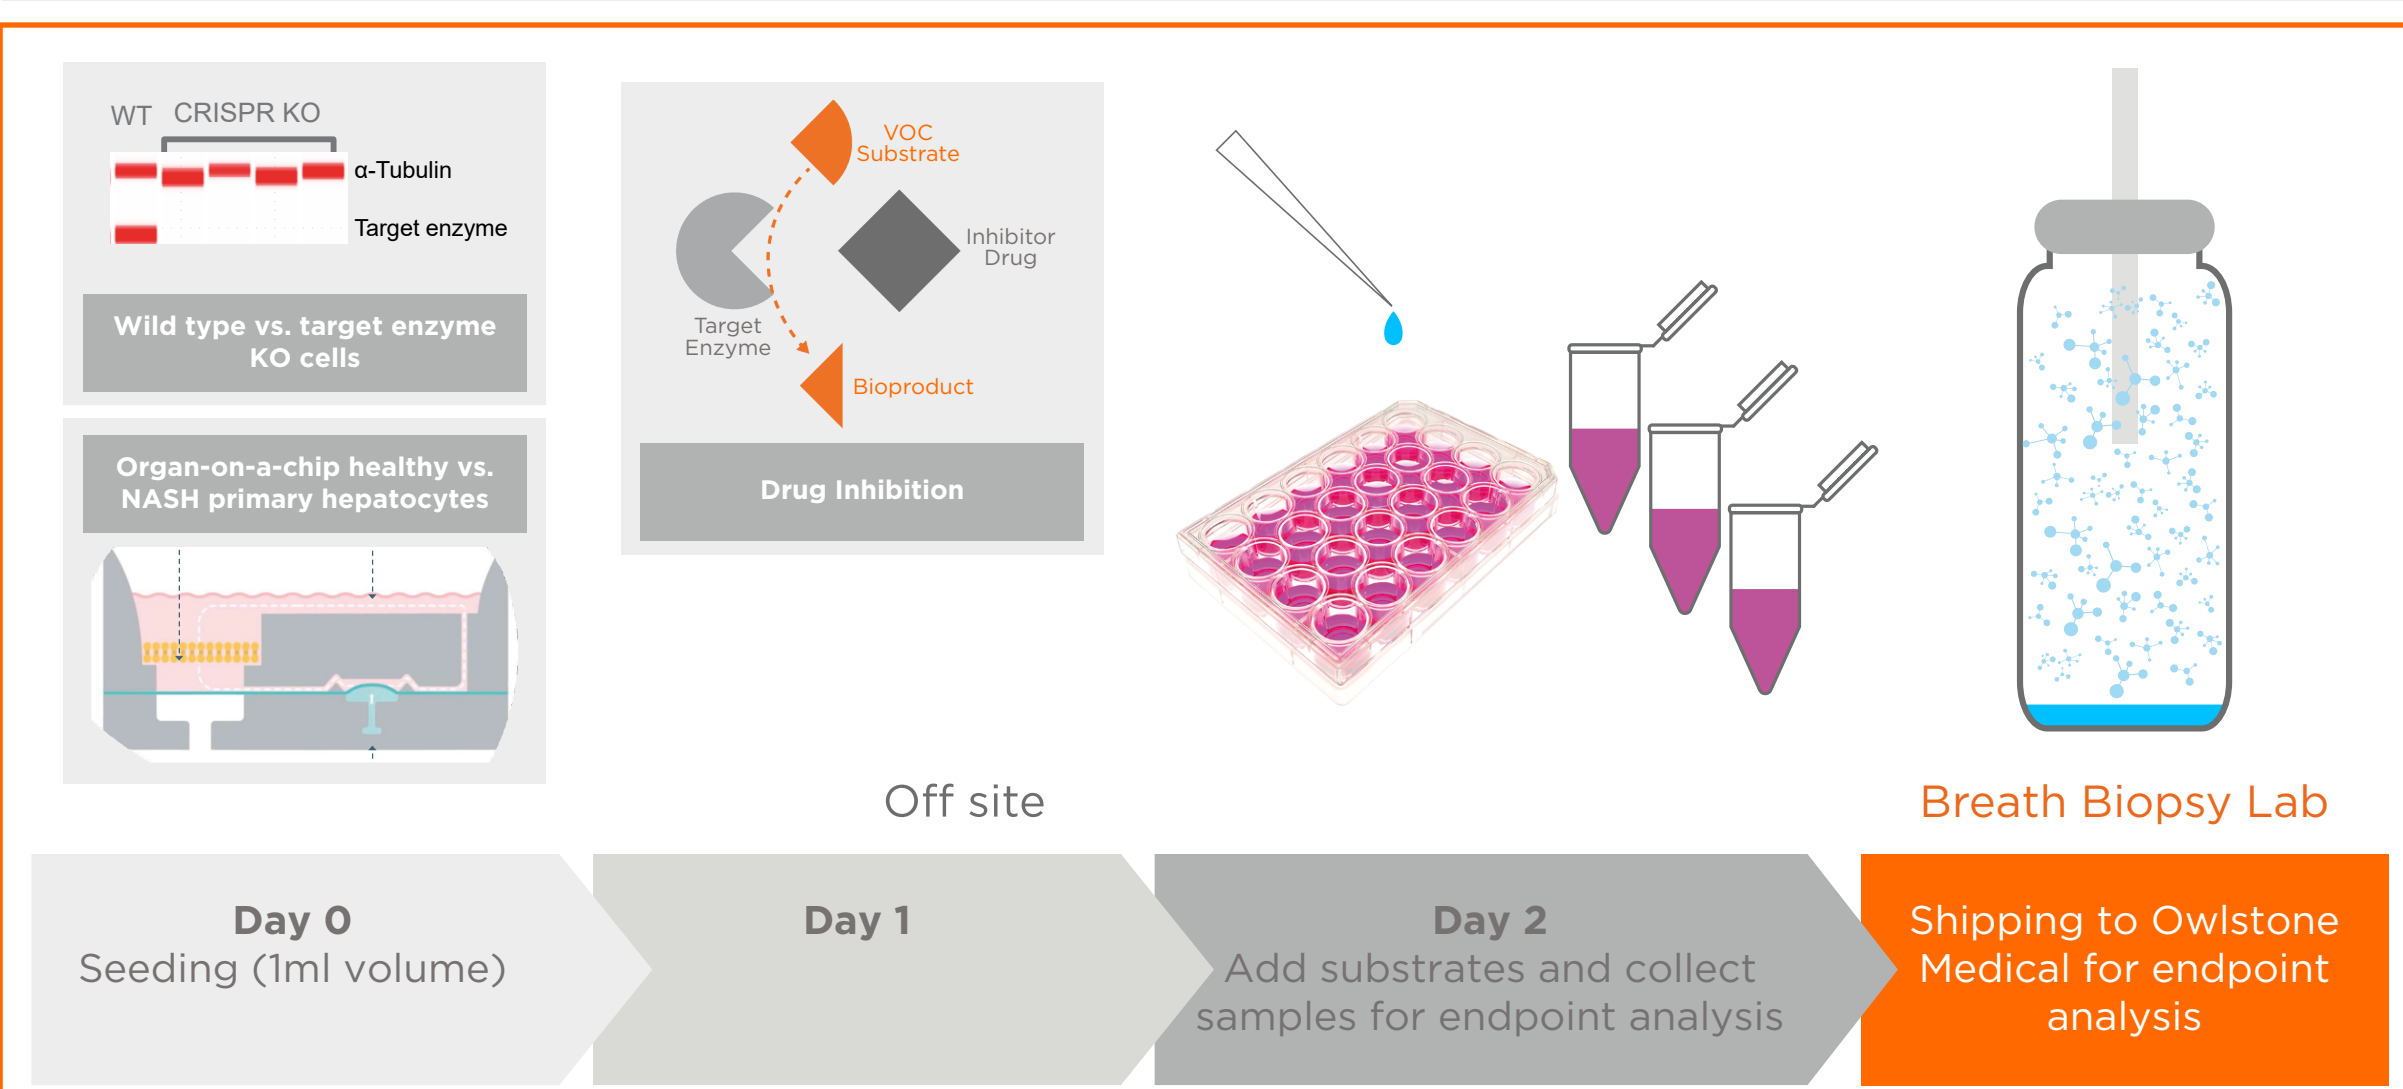 WT
CRISPR KO
α-Tubulin
Target enzyme
Wild type vs. target enzyme
KO cells
Organ-on-a-chip healthy vs.
NASH primary hepatocytes
VOC
Substrate
Inhibitor
Drug
Target
Enzyme
Bioproduct
Drug Inhibition
Off site
Breath Biopsy Lab
Day 0
Seeding (1ml volume)
Day 1
Day 2
Add substrates and collect
samples for endpoint analysis
Shipping to Owlstone
Medical for endpoint
analysis